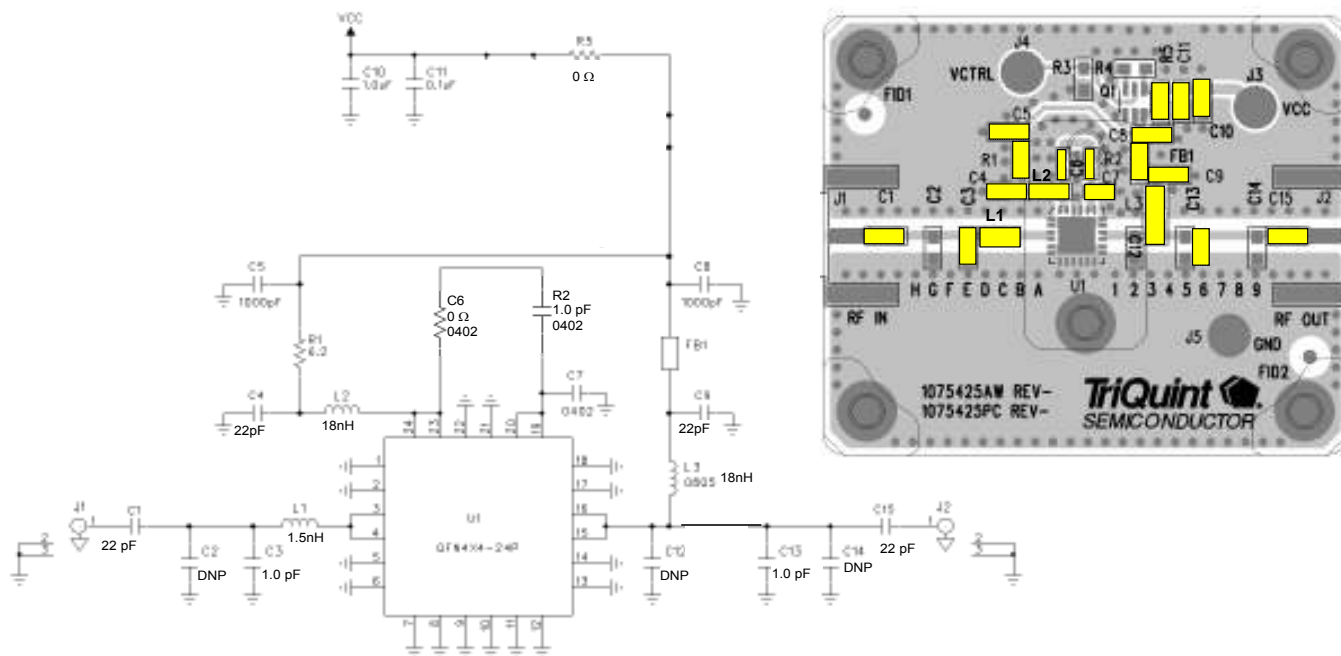 VCC
C10
1.0uF
C11
0.1uF
R5
0 Ω
C5
1000pF
R1
6.2
C4
22pF
L2
18nH
C6
0 Ω
0402
R2
1.0 pF
0402
C7
0402
C8
1000pF
FB1
C9
22pF
L3
0805
18nH
24
23
22
21
20
19
1
2
3
4
5
6
18
17
16
15
14
13
U1
QFN4X4-24P
7
8
9
10
11
12
J1
1
C1
22 pF
C2
DNP
C3
1.0 pF
L1
1.5nH
C12
DNP
C13
1.0 pF
C14
DNP
C15
22 pF
J2
1
J4
VCTRL
R3
R4
Q1
R5
C11
J3
VCC
C10
FID1
C5
C8
R1
C6
R2
FB1
C4
L2
C7
C9
J1
C1
C2
C3
L1
L3
C12
C13
C14
C15
J2
H G F E D C B A
U1
1 2 3 4 5 6 7 8 9
RF IN
RF OUT
J5
GND
FID2
1075425AW REV-
1075425PC REV-
TriQuint
SEMICONDUCTOR